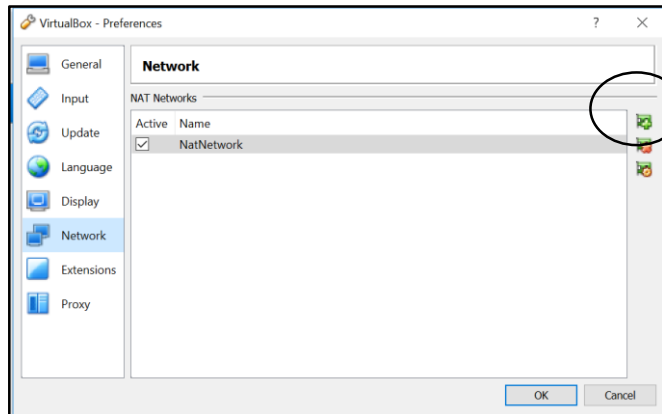 VirtualBox - Preferences
General
Input
Update
Language
Display
Network
Extensions
Proxy
Network
NAT Networks
Active Name
NatNetwork
OK Cancel